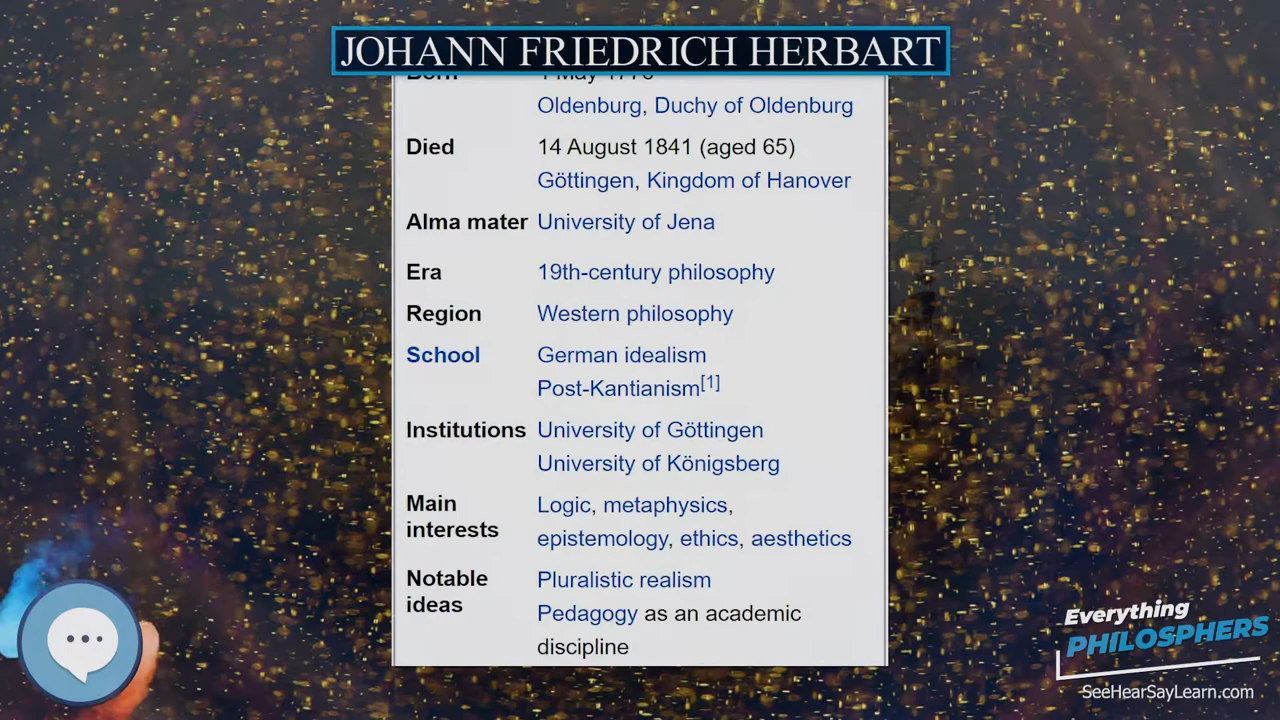 JOHANN FRIEDRICH HERBART
Oldenburg, Duchy of Oldenburg
Died 14 August 1841 (aged 65)
Göttingen, Kingdom of Hanover
Alma mater University of Jena
Era 19th-century philosophy
Region Western philosophy
School German idealism
Post-Kantianism[1]
Institutions University of Göttingen
University of Königsberg
Main interests Logic, metaphysics,
epistemology, ethics, aesthetics
Notable ideas Pluralistic realism
Pedagogy as an academic
discipline
Everything
PHILOSPHERS
SeeHearSayLearn.com